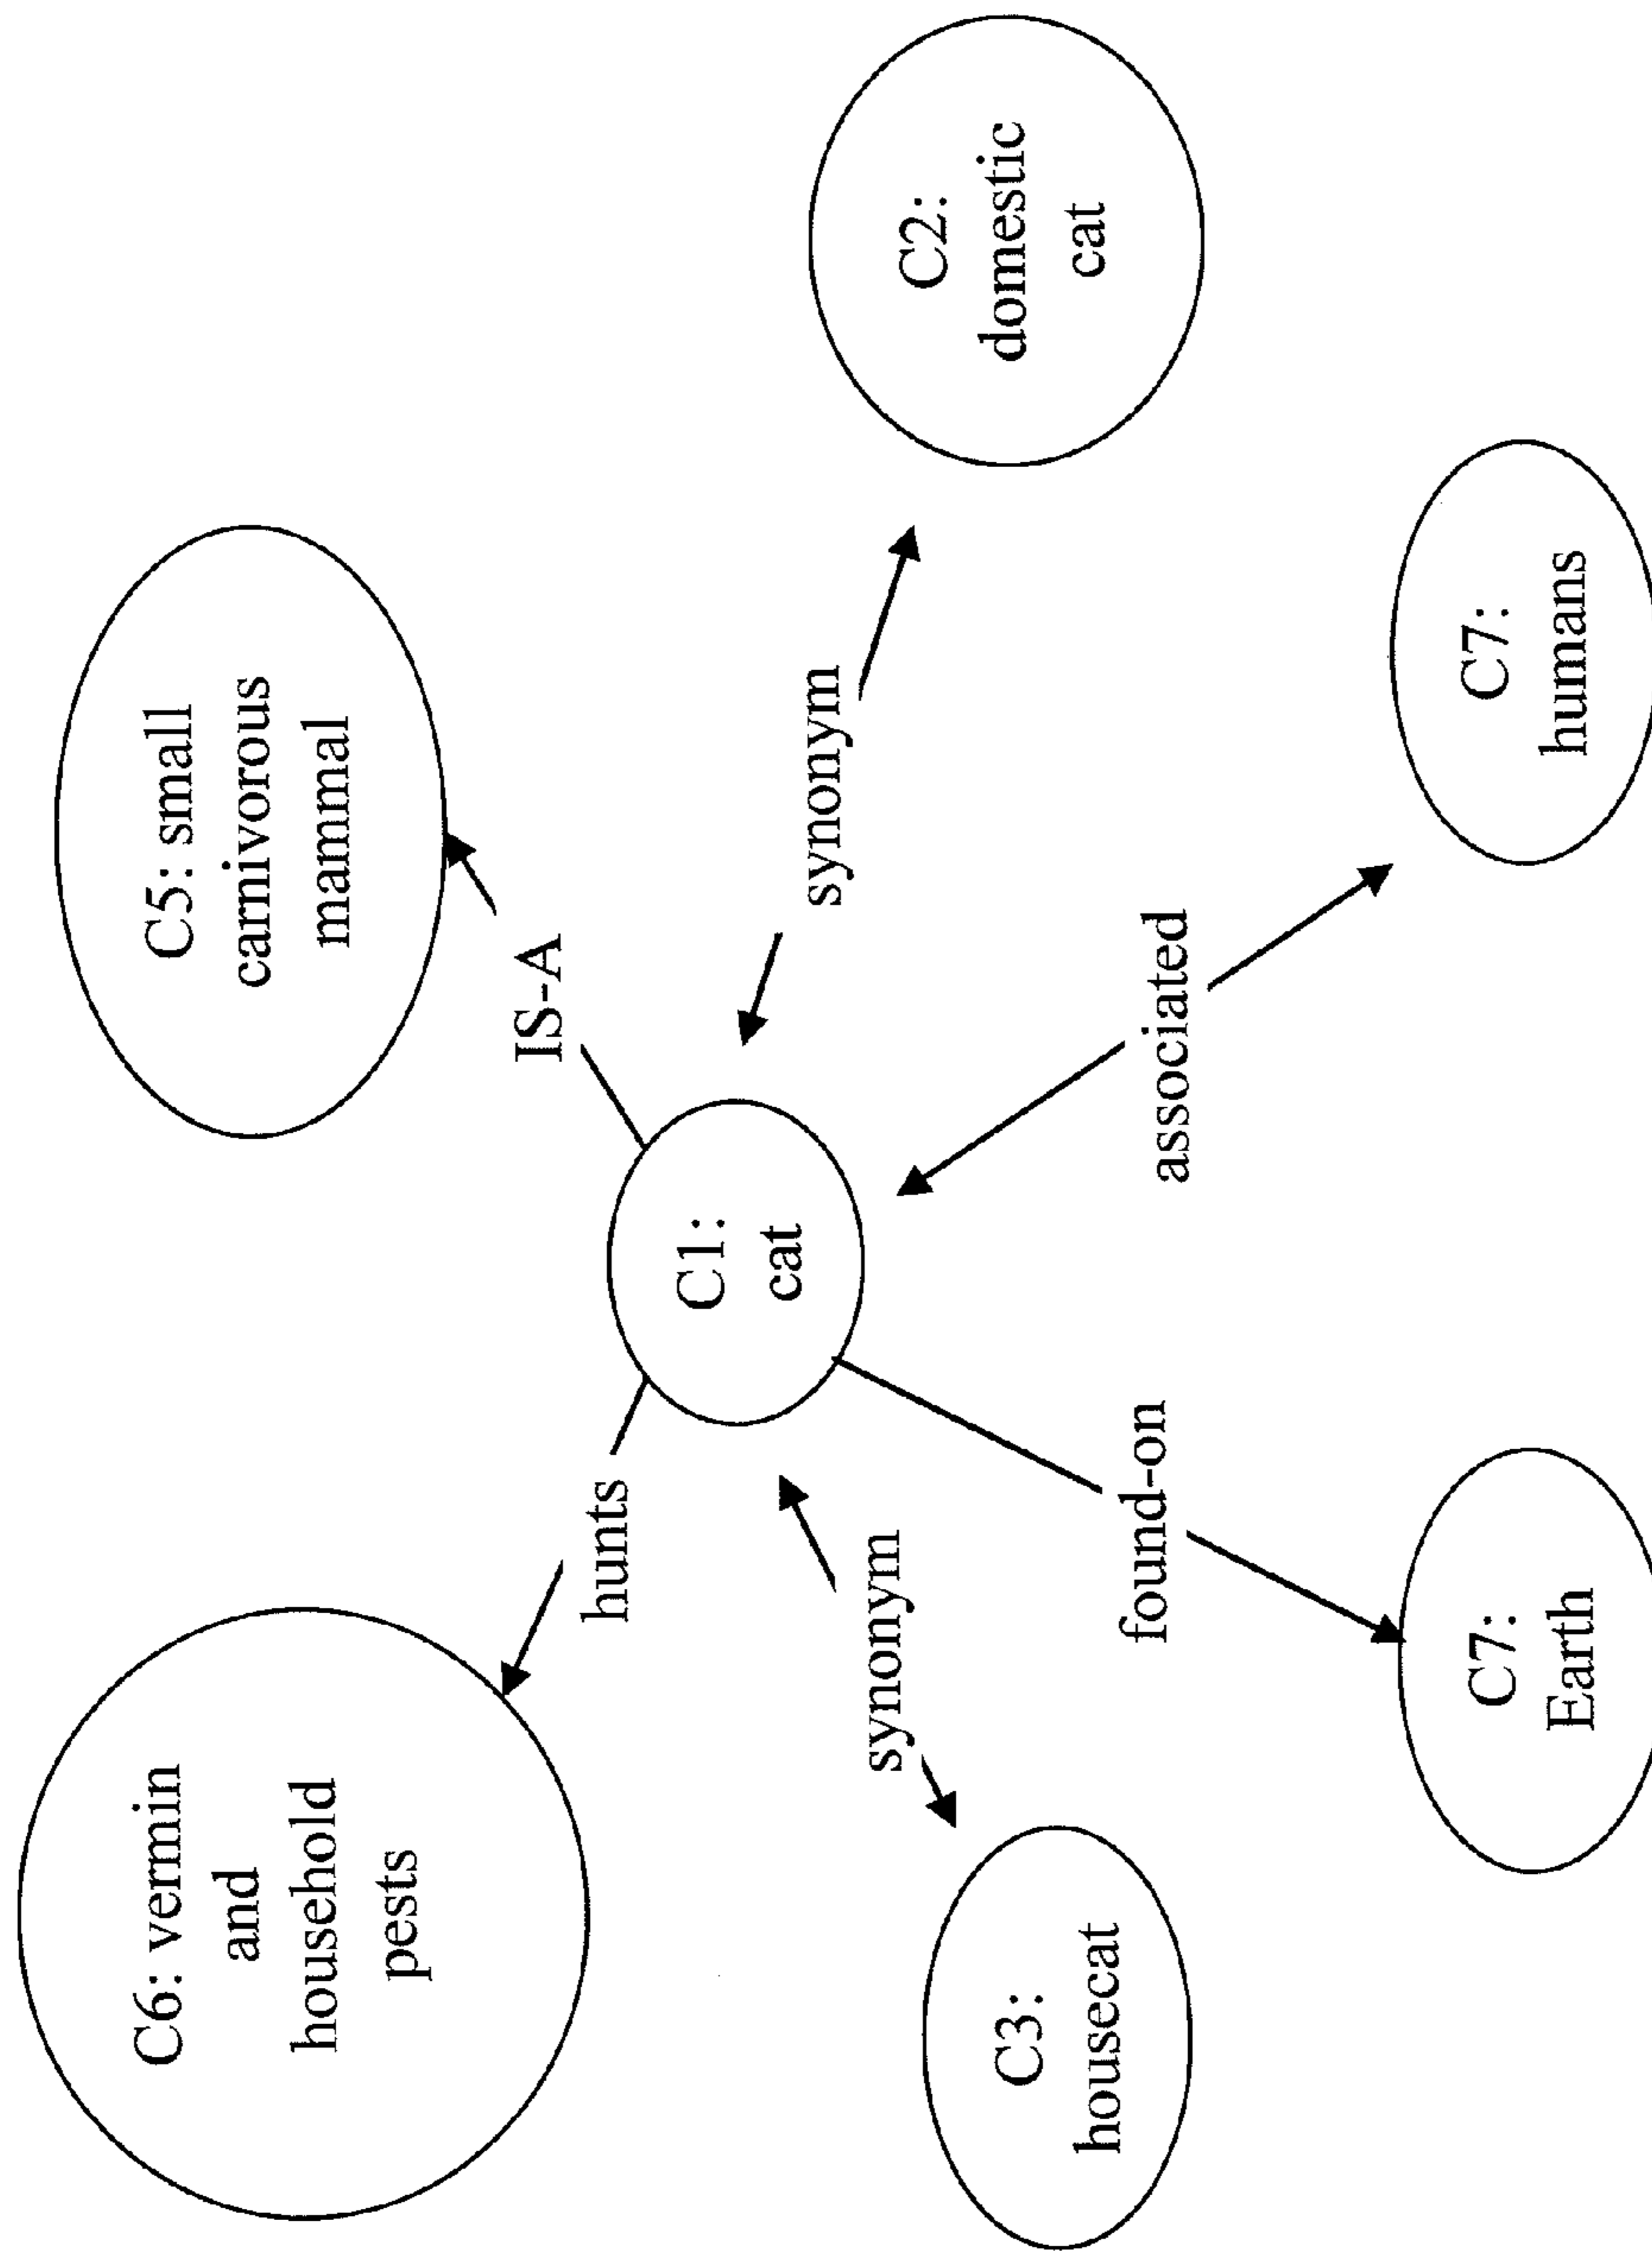 C6: vermin
and
household
pests
C5: small
carnivorous
mammal
hunts
IS-A
C1:
cat
synonym
synonym
C3:
housecat
C2:
domestic
cat
found-on
associated
C7:
Earth
C7:
humans